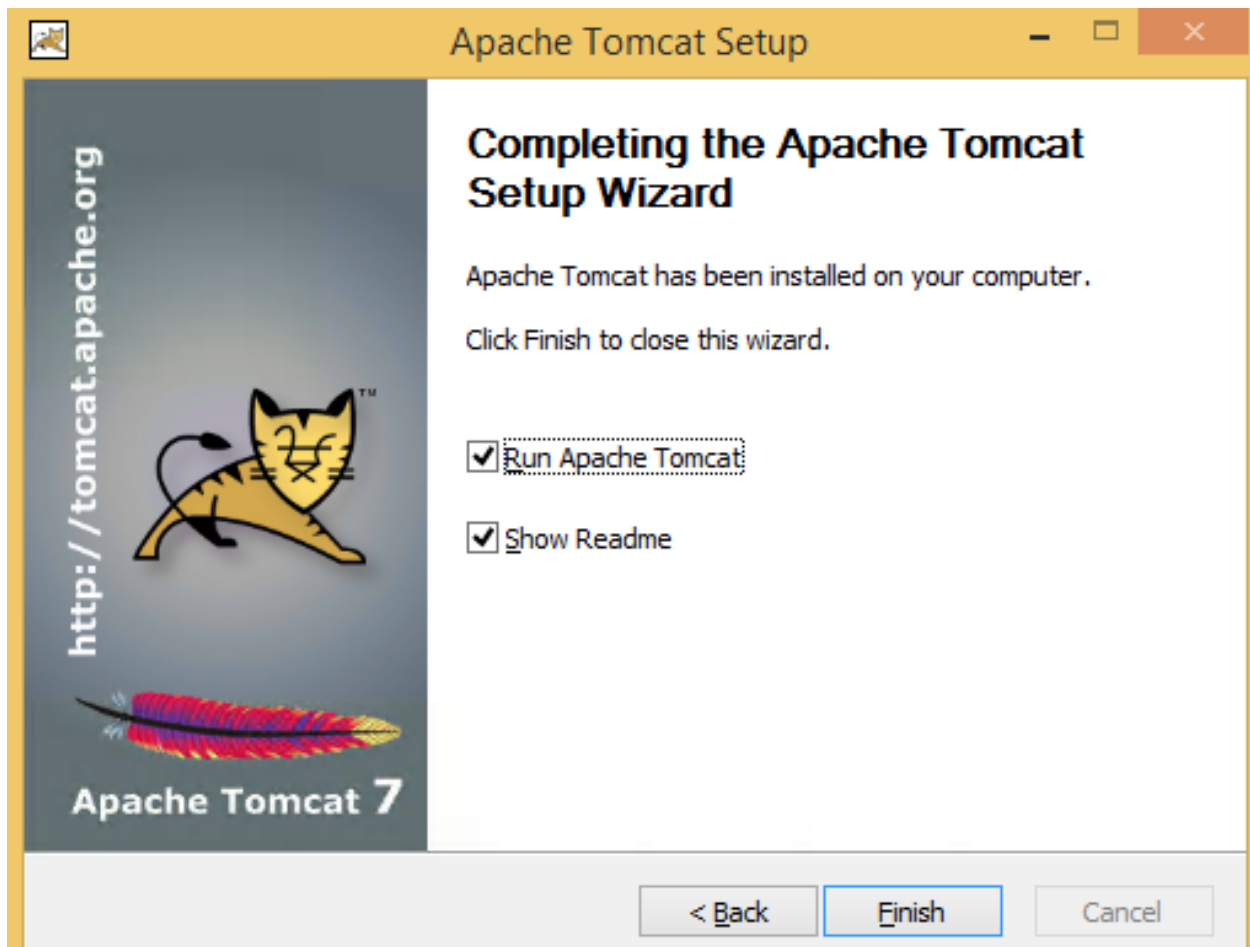 Apache Tomcat Setup
http://tomcat.apache.org
TM
Apache Tomcat 7
Completing the Apache Tomcat
Setup Wizard
Apache Tomcat has been installed on your computer.
Click Finish to close this wizard.
Run Apache Tomcat
Show Readme
< Back
Finish
Cancel